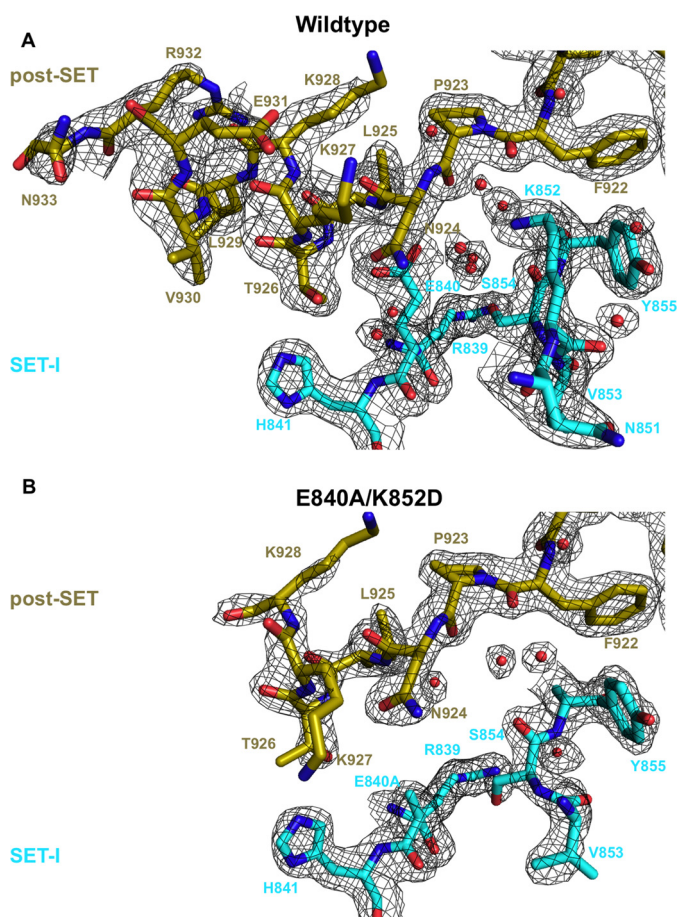 Wildtype
A
R932
post-SET
K928
P923
E931
L925
K927
K852
F922
N933
N924
L929
E840
S854
V930
T926
Y855
R839
SET-I
V853
H841
N851
B
E840A/K852D
P923
K928
L925
post-SET
F922
N924
S854
T926
R839
K927
Y855
E840A
V853
SET-I
H841